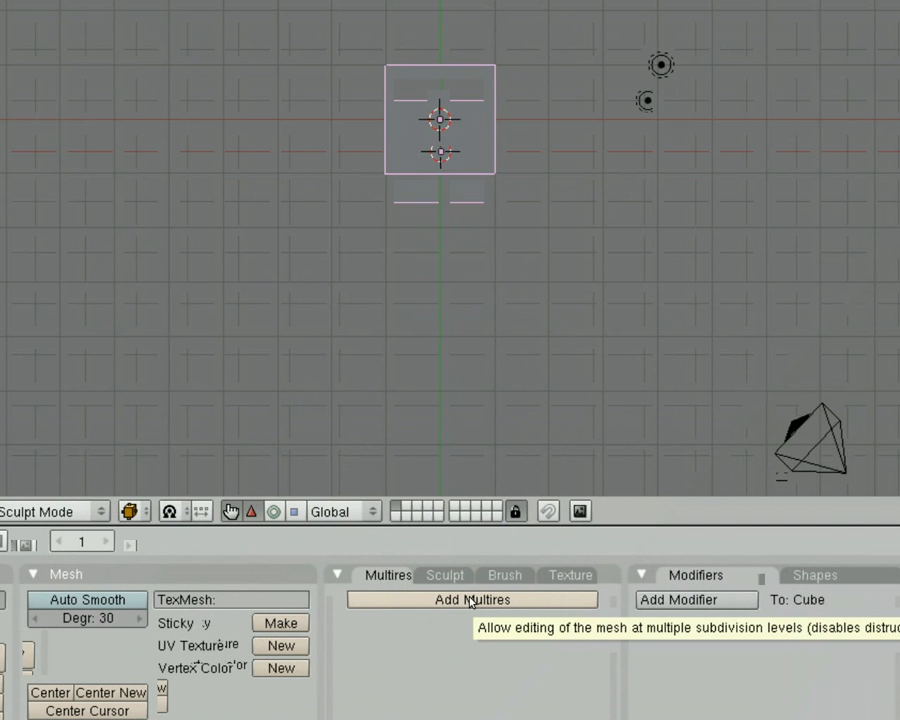 Sculpt Mode
Global
1
Mesh
Multires Sculpt Brush Texture
Modifiers Shapes
Auto Smooth
TexMesh:
Add Multires
Add Modifier
To: Cube
Degr: 30
Sticky
Make
Allow editing of the mesh at multiple subdivision levels (disables
UV Texture
New
Vertex Color
New
Center Center New
Center Cursor